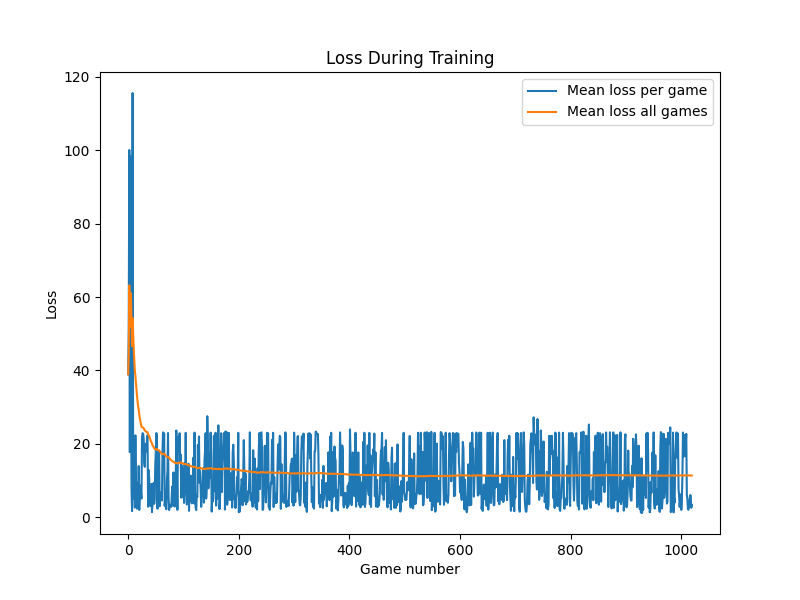 Loss During Training
Mean loss per game
Mean loss all games
120
100
80
60
40
20
0
Loss
0 200 400 600 800 1000
Game number